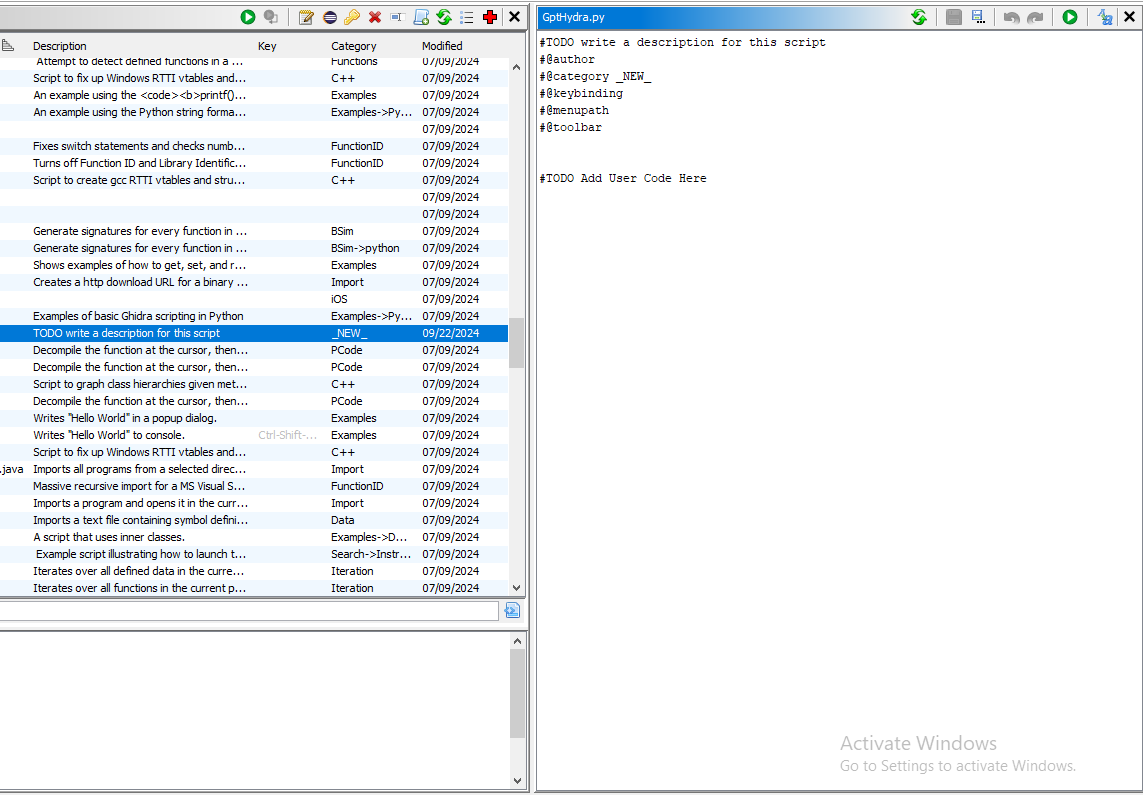 Description Key Category Modified
Attempt to detect defined functions in a ... Functions 07/09/2024
Script to fix up Windows RTTI vtables and... C++ 07/09/2024
An example using the <code><b>printf()... Examples 07/09/2024
An example using the Python string forma... Examples->Py... 07/09/2024
07/09/2024
Fixes switch statements and checks numb... FunctionID 07/09/2024
Turns off Function ID and Library Identific... FunctionID 07/09/2024
Script to create gcc RTTI vtables and stru... C++ 07/09/2024
07/09/2024
07/09/2024
Generate signatures for every function in ... BSim 07/09/2024
Generate signatures for every function in ... BSim->python 07/09/2024
Shows examples of how to get, set, and r... Examples 07/09/2024
Creates a http download URL for a binary ... Import 07/09/2024
iOS 07/09/2024
Examples of basic Ghidra scripting in Python Examples->Py... 07/09/2024
TODO write a description for this script _NEW_ 09/22/2024
Decompile the function at the cursor, then... PCode 07/09/2024
Decompile the function at the cursor, then... PCode 07/09/2024
Script to graph class hierarchies given met... C++ 07/09/2024
Decompile the function at the cursor, then... PCode 07/09/2024
Writes "Hello World" in a popup dialog. Examples 07/09/2024
Writes "Hello World" to console. Ctrl-Shift-... Examples 07/09/2024
Script to fix up Windows RTTI vtables and... C++ 07/09/2024
.java Imports all programs from a selected direc... Import 07/09/2024
Massive recursive import for a MS Visual S... FunctionID 07/09/2024
Imports a program and opens it in the curr... Import 07/09/2024
Imports a text file containing symbol defini... Data 07/09/2024
A script that uses inner classes. Examples->D... 07/09/2024
Example script illustrating how to launch t... Search->Instr... 07/09/2024
Iterates over all defined data in the curre... Iteration 07/09/2024
Iterates over all functions in the current p... Iteration 07/09/2024
GptHydra.py
#TODO write a description for this script
#@author
#@category _NEW_
#@keybinding
#@menupath
#@toolbar
#TODO Add User Code Here
Activate Windows
Go to Settings to activate Windows.